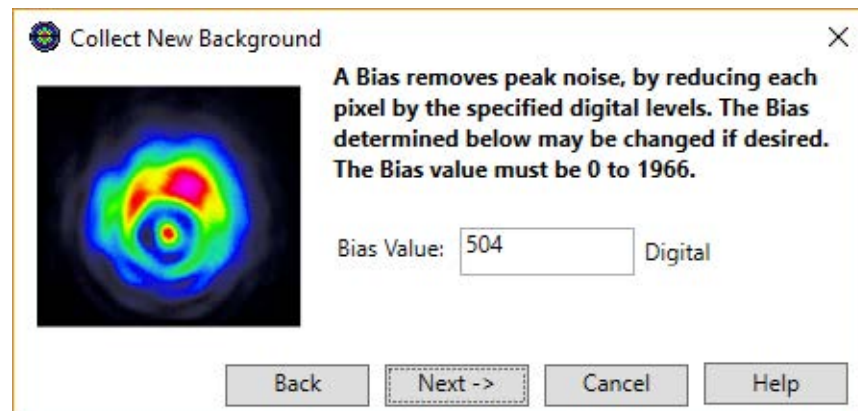 Collect New Background
A Bias removes peak noise, by reducing each
pixel by the specified digital levels. The Bias
determined below may be changed if desired.
The Bias value must be 0 to 1966.
Bias Value: 504 Digital
Back Next -> Cancel Help